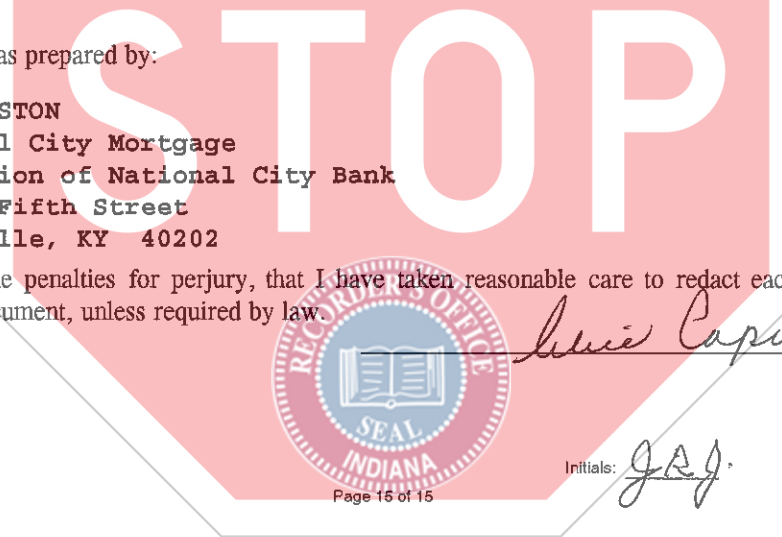 STOP
as prepared by:
STON
l City Mortgage
ion of National City Bank
Fifth Street
lle, KY 40202
e penalties for perjury, that I have taken reasonable care to redact eac
ument, unless required by law.
RECORDER'S OFFICE
SEAL
INDIANA
Initials: J.R.J.
Page 15 of 15